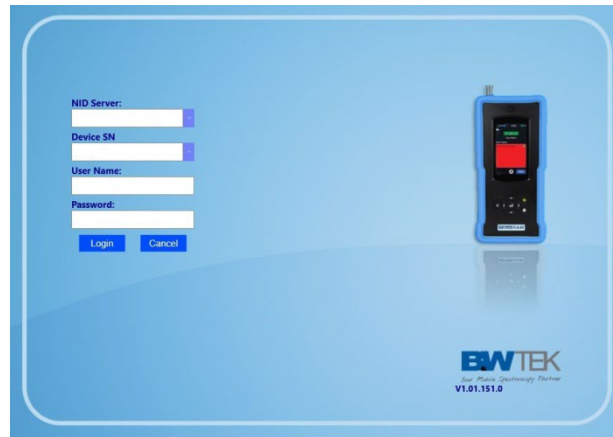 NID Server:
Device SN
User Name:
Password:
Login Cancel
B&WTEK
Your Mobile Spectroscopy Partner
V1.01.151.0